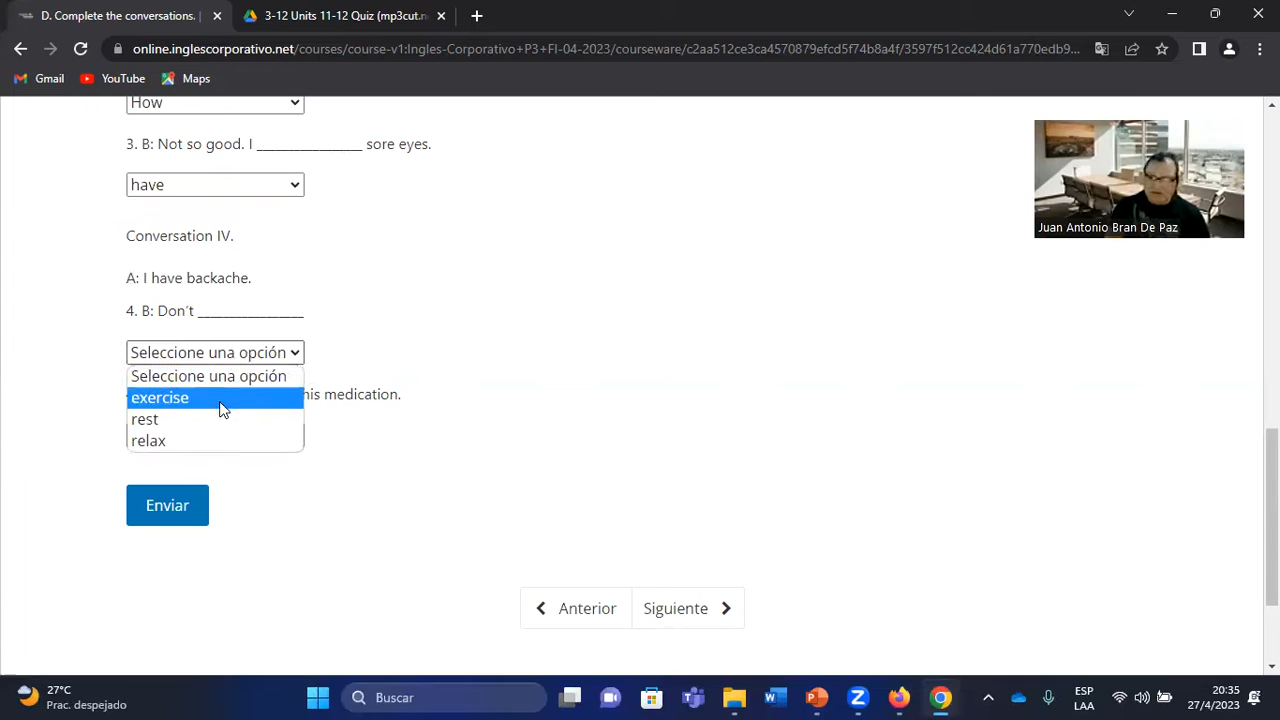 D. Complete the conversations. |
3-12 Units 11-12 Quiz (mp3cut.n
online.inglescorporativo.net/courses/course-v1:Ingles-Corporativo+P3+FI-04-2023/courseware/c2aa512ce3ca4570879efcd5f74b8a4f/3597f512cc424d61a770edb9...
Gmail
YouTube
Maps
How
3. B: Not so good. I ______________ sore eyes.
have
Conversation IV.
A: I have backache.
4. B: Don´t ______________
Seleccione una opción
Seleccione una opción
exercise
his medication.
rest
relax
Enviar
Anterior
Siguiente
Juan Antonio Bran De Paz
27°C
Prac. despejado
Buscar
ESP
LAA
20:35
27/4/2023